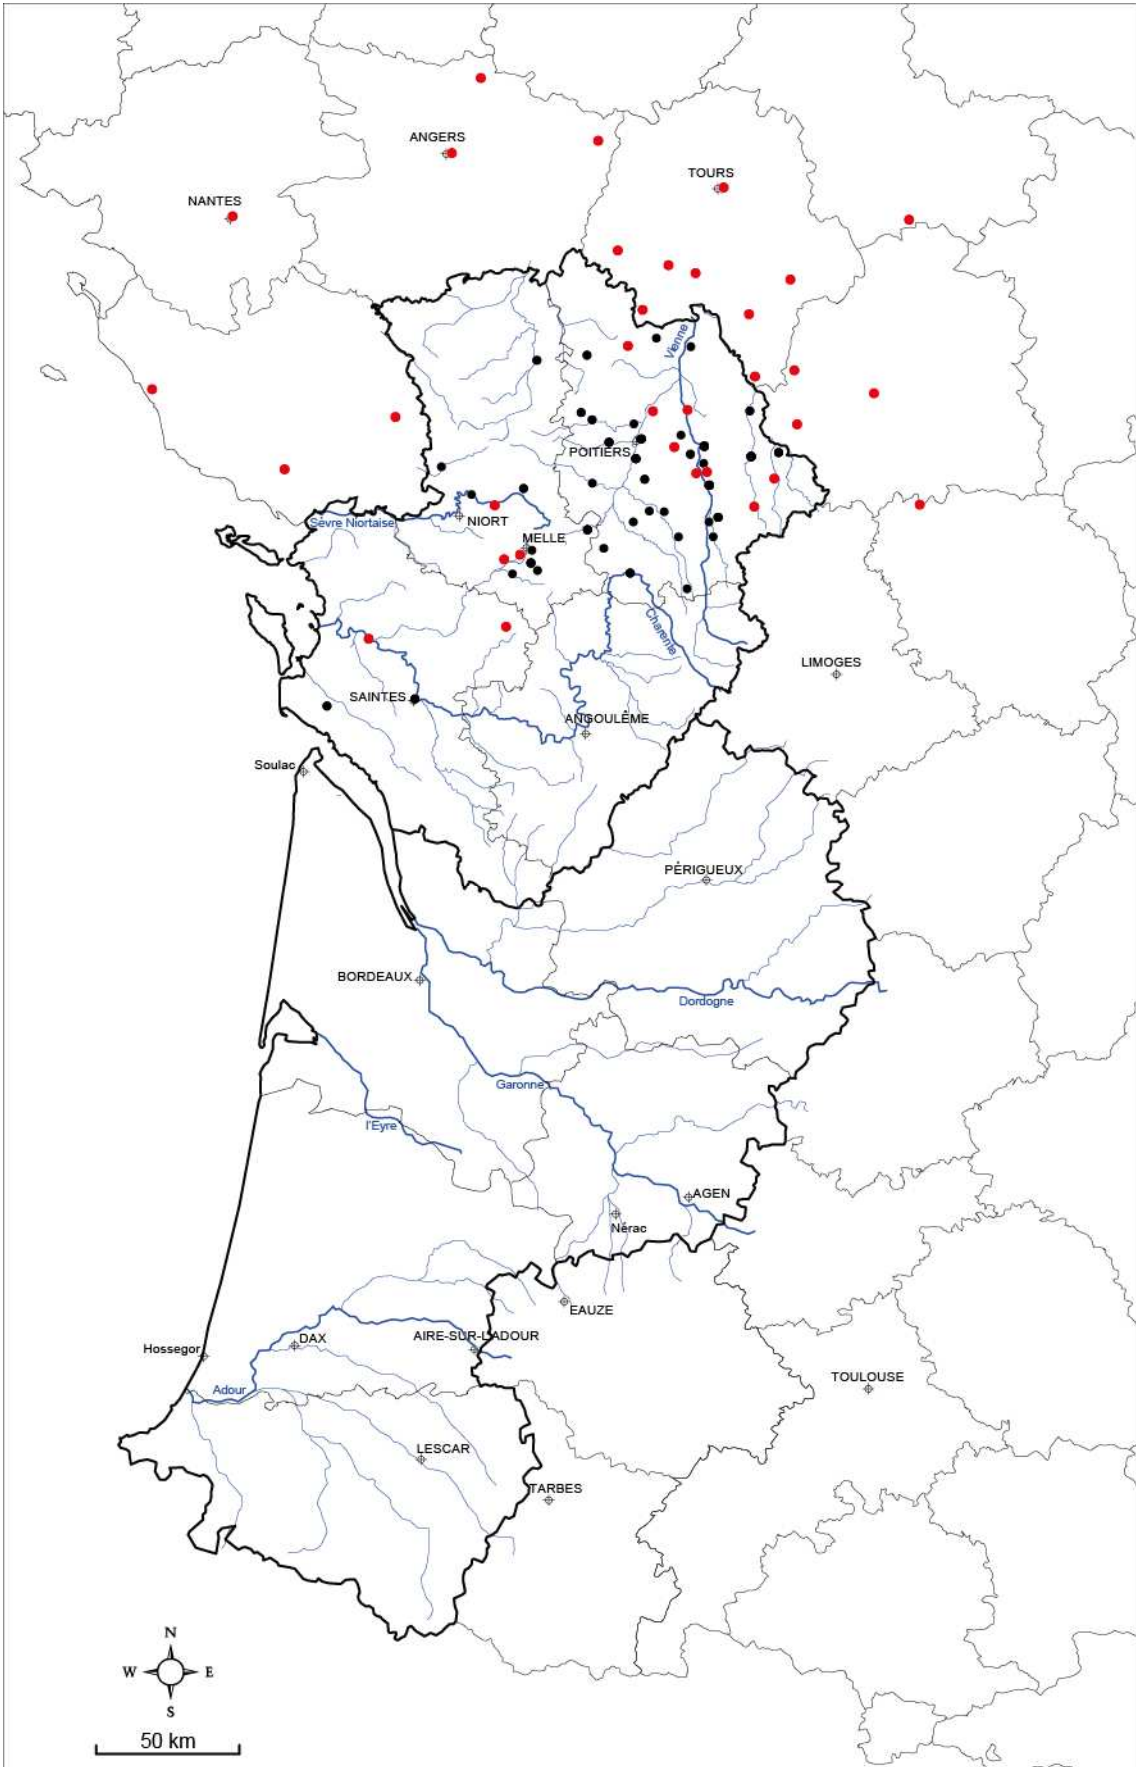 ANGERS
TOURS
NANTES
Vienne
POITIERS
Sèvre Niortaise
NIORT
MELLE
Charente
LIMOGES
SAINTES
ANGOULÊME
Soulac
PÉRIGUEUX
BORDEAUX
Dordogne
Garonne
l'Eyre
AGEN
Nérac
EAUZE
DAX
AIRE-SUR-L'ADOUR
Hossegor
TOULOUSE
Adour
LESCAR
TARBES
N
W E
S
50 km